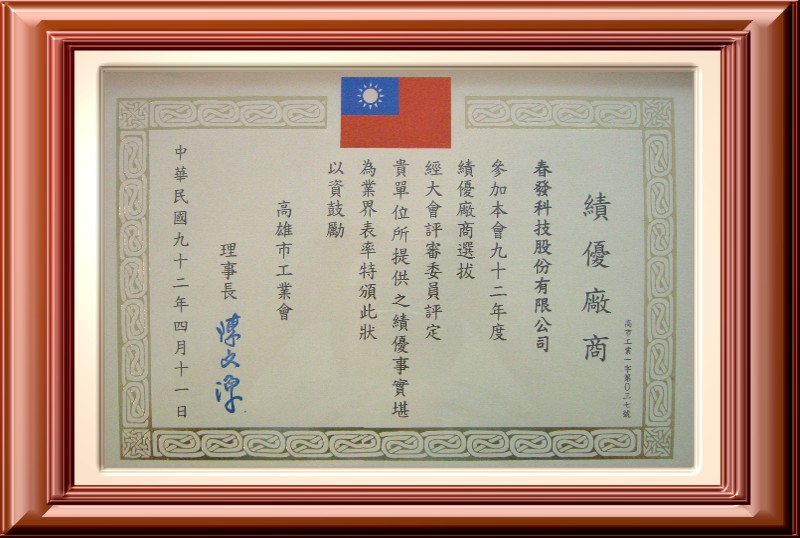 績優廠商
高市工業一字第0三七號
春發科技股份有限公司
參加本會九十二年度
績優廠商選拔
經大會評審委員評定
貴單位所提供之績優事實堪
為業界表率特頒此狀
以資鼓勵
高雄市工業會
理事長 陳文淵
中華民國九十二年四月十一日